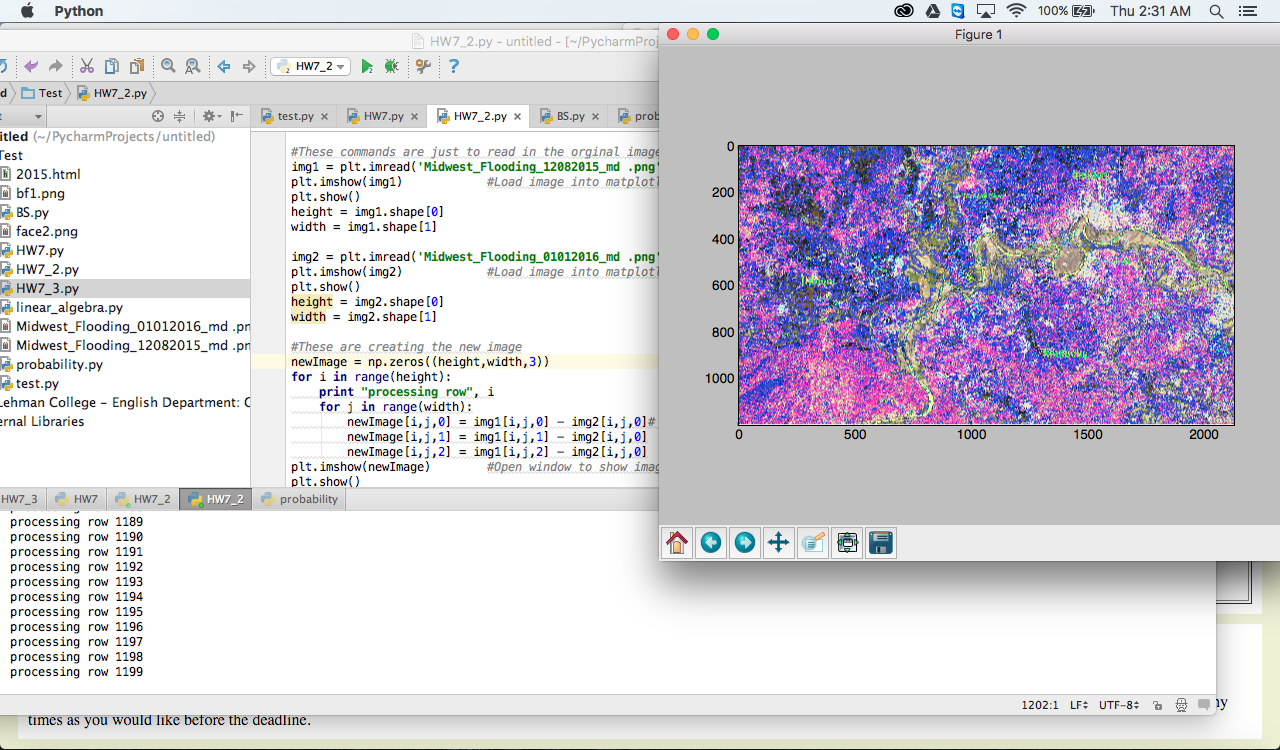 Python
100%
Thu 2:31 AM
HW7_2.py - untitled - [~/PycharmProj
Figure 1
HW7_2
d
Test
HW7_2.py
test.py
HW7.py
HW7_2.py
BS.py
prob
itled (~/PycharmProjects/untitled)
Test
2015.html
bf1.png
BS.py
face2.png
HW7.py
HW7_2.py
HW7_3.py
linear_algebra.py
Midwest_Flooding_01012016_md .pn
Midwest_Flooding_12082015_md .pn
probability.py
test.py
Lehman College – English Department: C
ernal Libraries
#These commands are just to read in the orginal image
img1 = plt.imread('Midwest_Flooding_12082015_md .png'
plt.imshow(img1) #Load image into matplotl
plt.show()
height = img1.shape[0]
width = img1.shape[1]
img2 = plt.imread('Midwest_Flooding_01012016_md .png'
plt.imshow(img2) #Load image into matplotl
plt.show()
height = img2.shape[0]
width = img2.shape[1]
#These are creating the new image
newImage = np.zeros((height,width,3))
for i in range(height):
print "processing row", i
for j in range(width):
newImage[i,j,0] = img1[i,j,0] - img2[i,j,0]#
newImage[i,j,1] = img1[i,j,1] - img2[i,j,0]
newImage[i,j,2] = img1[i,j,2] - img2[i,j,0]
plt.imshow(newImage) #Open window to show imag
plt.show()
0
200
400
600
800
1000
0
500
1000
1500
2000
HW7_3
HW7
HW7_2
HW7_2
probability
processing row 1189
processing row 1190
processing row 1191
processing row 1192
processing row 1193
processing row 1194
processing row 1195
processing row 1196
processing row 1197
processing row 1198
processing row 1199
1202:1
LF
UTF-8
ny
times as you would like before the deadline.